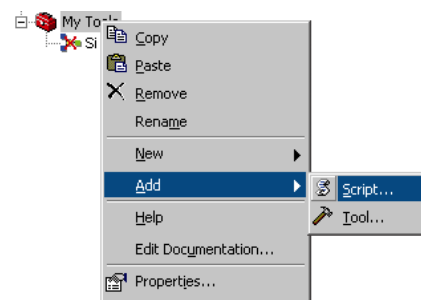 My Tools
Si
Copy
Paste
Remove
Rename
New
Add
Script...
Tool...
Help
Edit Documentation...
Properties...